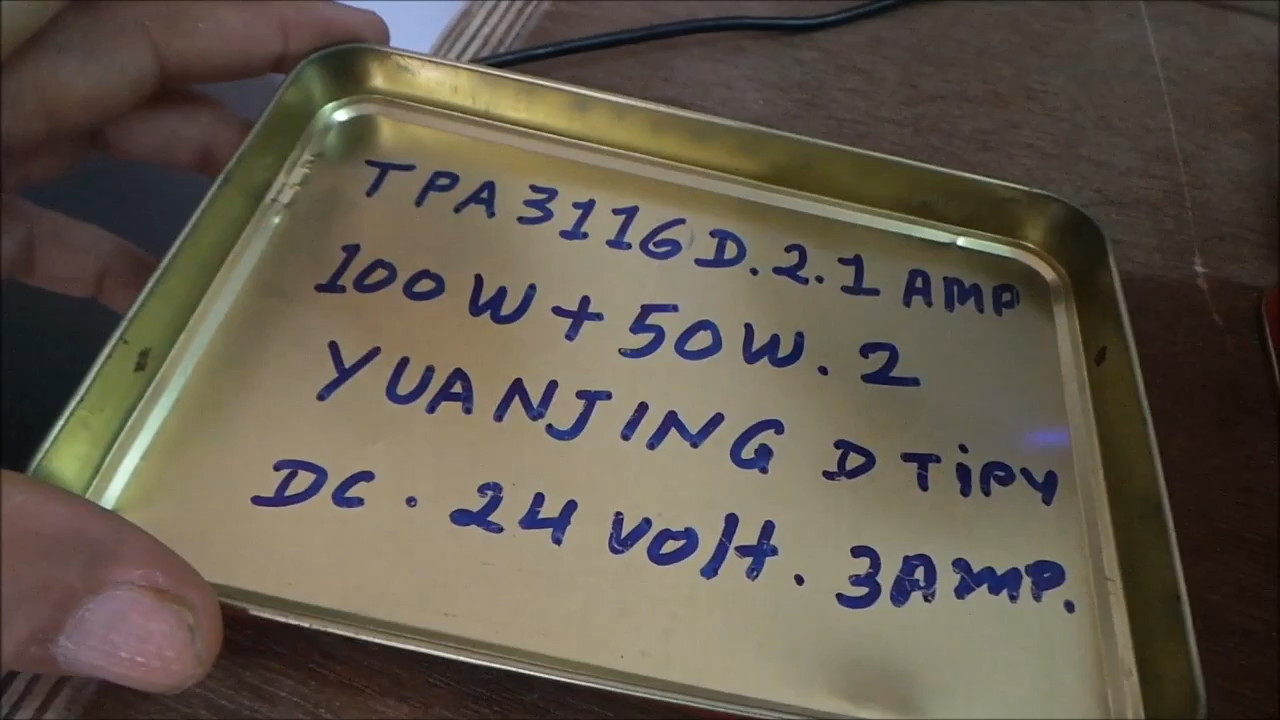 TPA3116D.2.1 AMP
100W+50W.2
YUANJING D TiPY
DC. 24 volt. 3Amp.